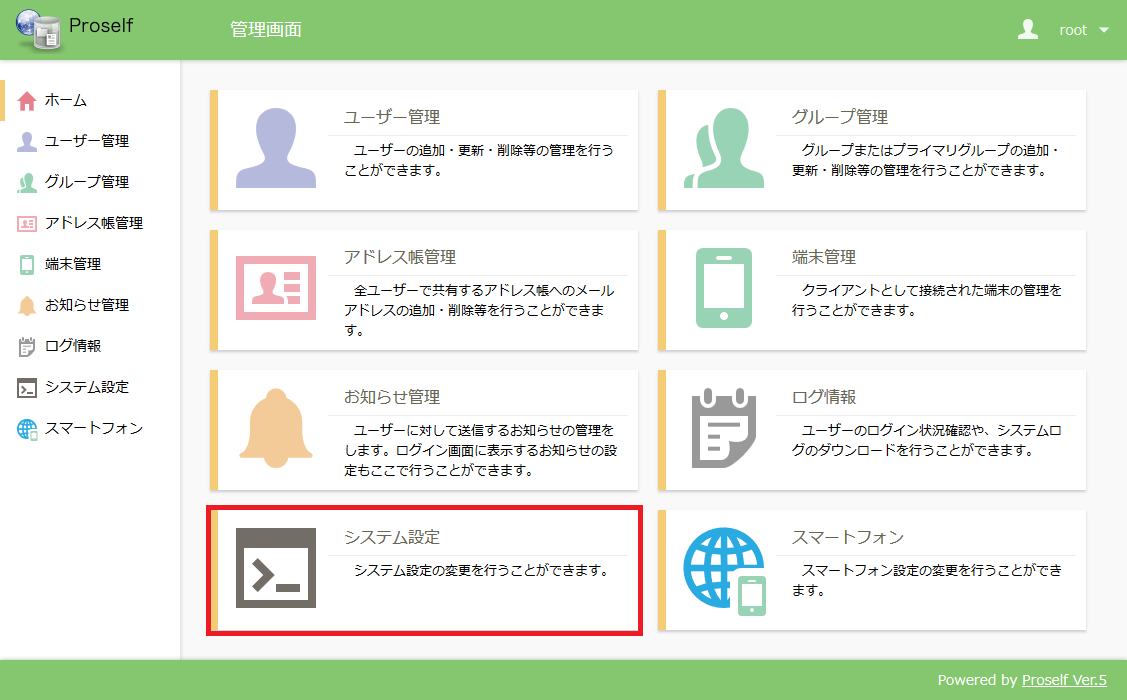 Proself
管理画面
root
ホーム
ユーザー管理
グループ管理
アドレス帳管理
端末管理
お知らせ管理
ログ情報
システム設定
スマートフォン
ユーザー管理
ユーザーの追加・更新・削除等の管理を行う
ことができます。
グループ管理
グループまたはプライマリグループの追加・
更新・削除等の管理を行うことができます。
アドレス帳管理
全ユーザーで共有するアドレス帳へのメール
アドレスの追加・削除等を行うことができま
す。
端末管理
クライアントとして接続された端末の管理を
行うことができます。
お知らせ管理
ユーザーに対して送信するお知らせの管理を
します。ログイン画面に表示するお知らせの設
定もここで行うことができます。
ログ情報
ユーザーのログイン状況確認や、システムロ
グのダウンロードを行うことができます。
システム設定
システム設定の変更を行うことができます。
スマートフォン
スマートフォン設定の変更を行うことができ
ます。
Powered by Proself Ver.5